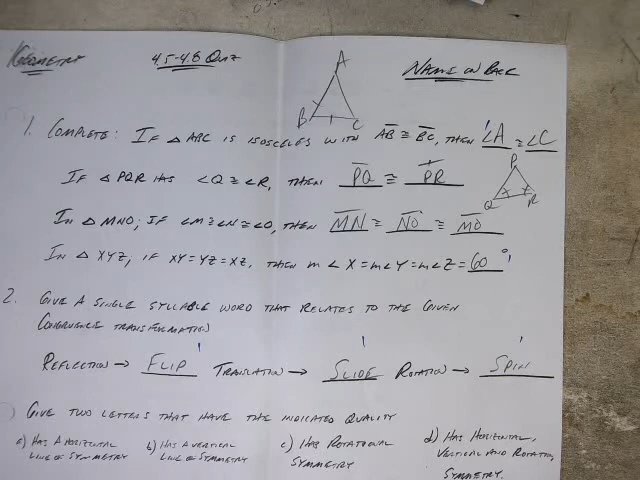 GEOMETRY 4.5-4.8 QUIZ NAME ON BACK
A
B C
1. COMPLETE: IF △ABC IS ISOSCELES WITH AB ≅ BC, THEN ∠A ≅ ∠C
P
Q R
IF △PQR HAS ∠Q ≅ ∠R, THEN PQ ≅ PR
IN △MNO; IF ∠M ≅ ∠N ≅ ∠O, THEN MN ≅ NO ≅ MO
IN △XYZ, IF XY = YZ = XZ, THEN m∠X = m∠Y = m∠Z = 60°
2. GIVE A SINGLE SYLLABLE WORD THAT RELATES TO THE GIVEN
CONGRUENCE TRANSFORMATION)
REFLECTION → FLIP TRANSLATION → SLIDE ROTATION → SPIN
) GIVE TWO LETTERS THAT HAVE THE INDICATED QUALITY
a) HAS A HORIZONTAL
LINE OF SYMMETRY
b) HAS A VERTICAL
LINE OF SYMMETRY
c) HAS ROTATIONAL
SYMMETRY
d) HAS HORIZONTAL,
VERTICAL AND ROTATION,
SYMMETRY.